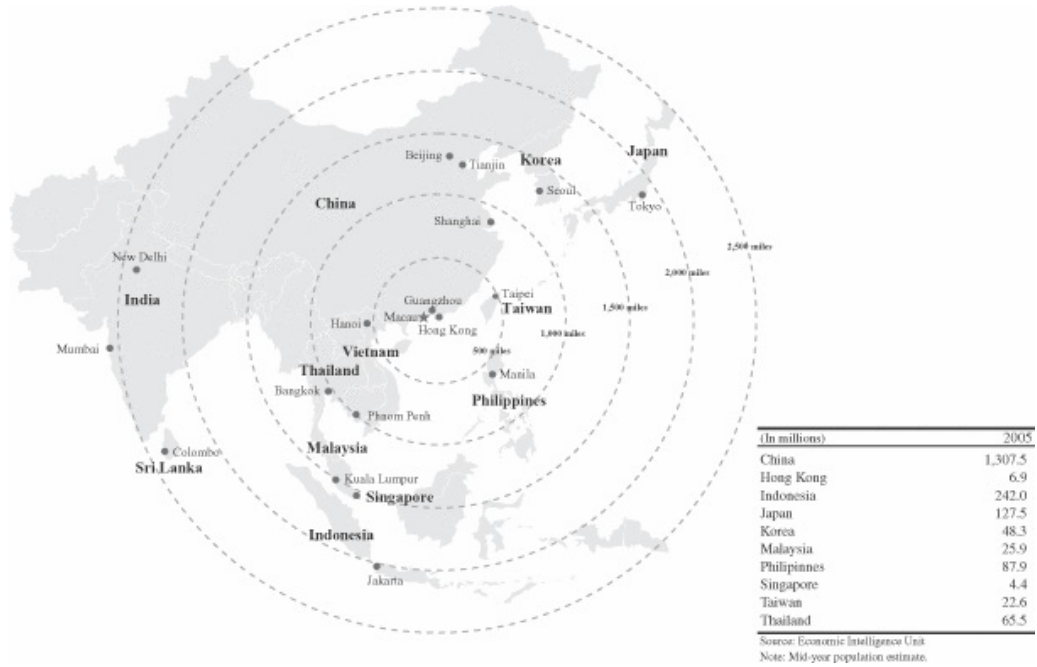 Beijing
Tianjin
Korea
Japan
Seoul
Tokyo
China
Shanghai
2,500 miles
New Delhi
2,000 miles
India
Guangzhou
Taipei
Taiwan
1,500 miles
Macau
Hong Kong
Hanoi
1,000 miles
Mumbai
Vietnam
500 miles
Thailand
Manila
Bangkok
Philippines
Phnom Penh
Malaysia
Colombo
Sri Lanka
Kuala Lumpur
Singapore
Indonesia
Jakarta
(In millions) 2005
China 1,307.5
Hong Kong 6.9
Indonesia 242.0
Japan 127.5
Korea 48.3
Malaysia 25.9
Philipinnes 87.9
Singapore 4.4
Taiwan 22.6
Thailand 65.5
Source: Economic Intelligence Unit
Note: Mid-year population estimate.